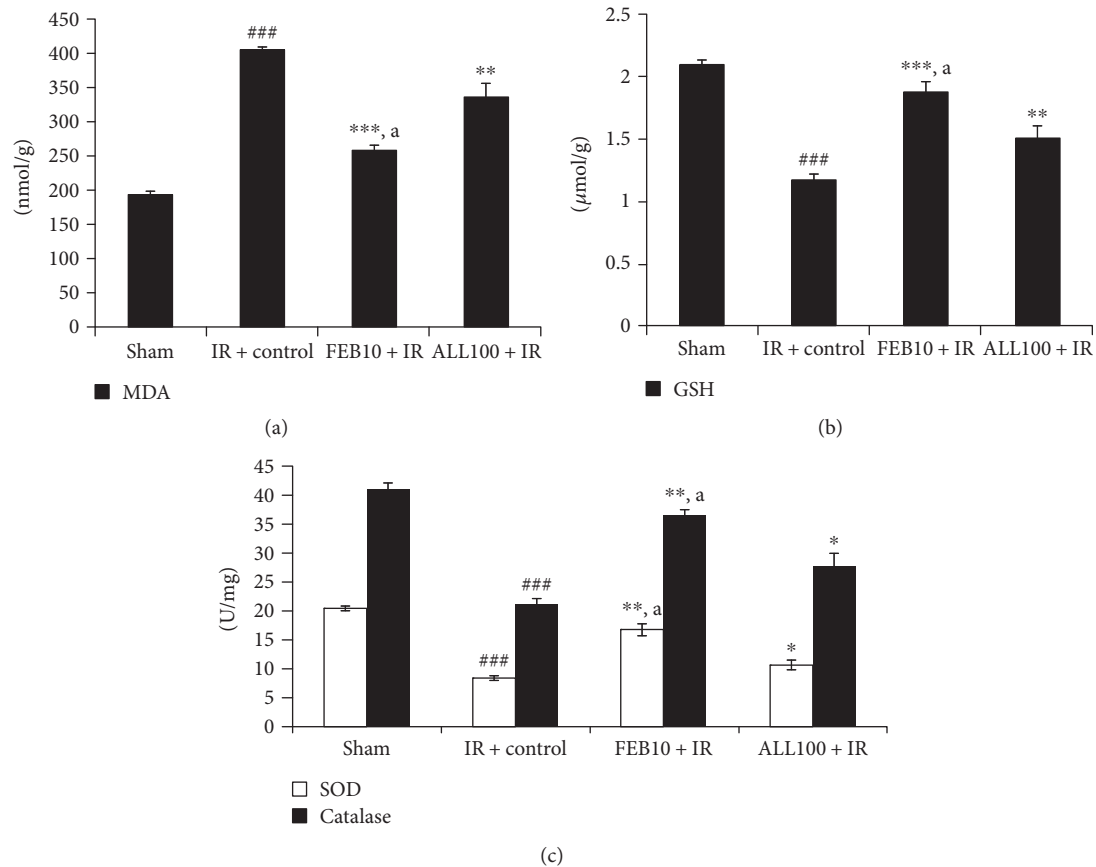 450
400
350
300
250
200
150
100
50
0
(nmol/g)
###
***, a
**
Sham
IR + control
FEB10 + IR
ALL100 + IR
MDA
(a)
2.5
2
1.5
1
0.5
0
(μmol/g)
###
***, a
**
Sham
IR + control
FEB10 + IR
ALL100 + IR
GSH
(b)
45
40
35
30
25
20
15
10
5
0
(U/mg)
###
###
**, a
**, a
*
*
Sham
IR + control
FEB10 + IR
ALL100 + IR
SOD
Catalase
(c)